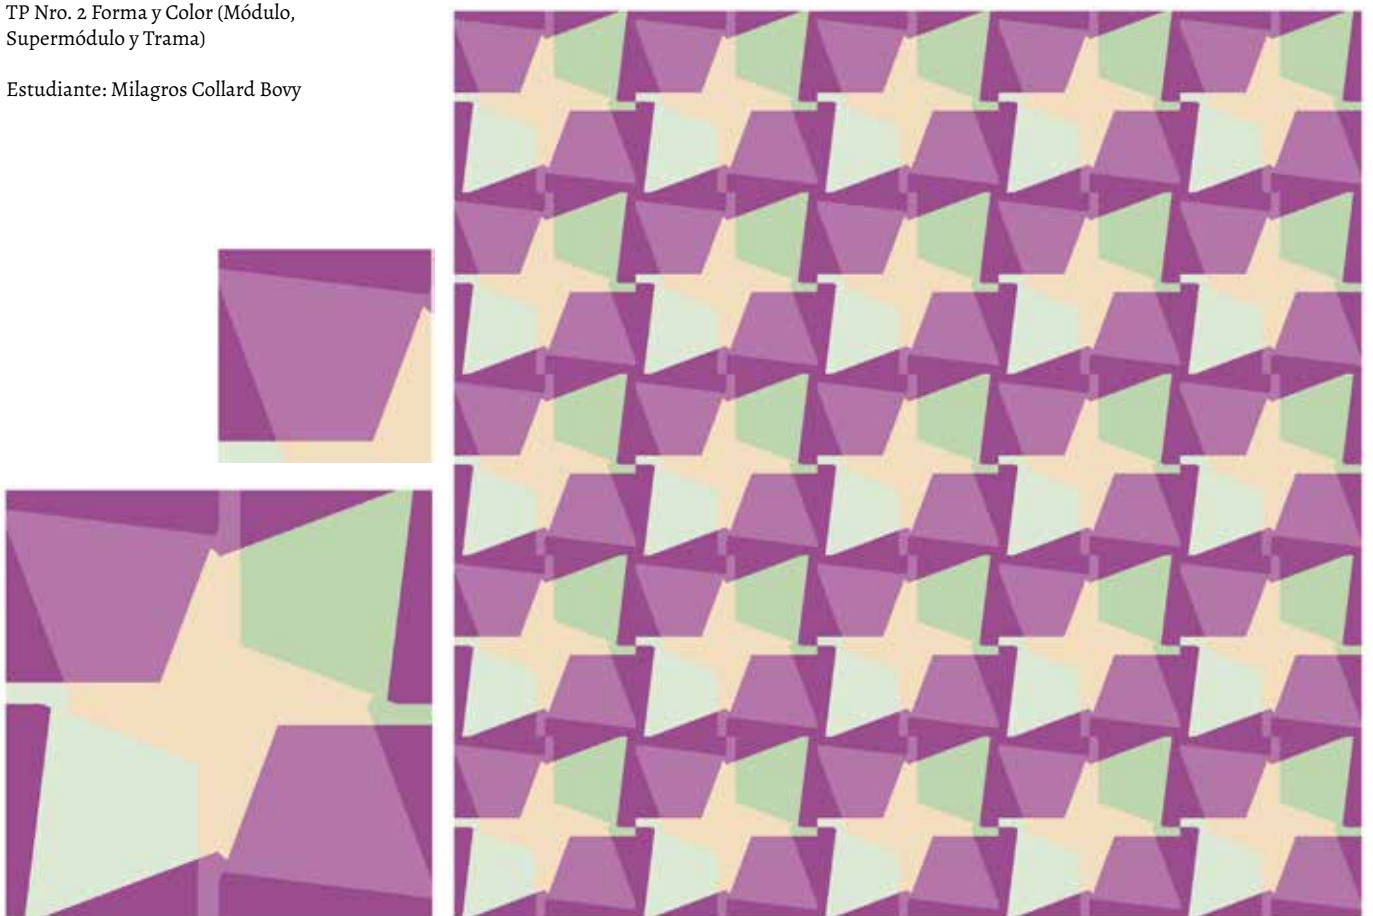 TP Nro. 2 Forma y Color (Módulo,
Supermódulo y Trama)
Estudiante: Milagros Collard Bovy